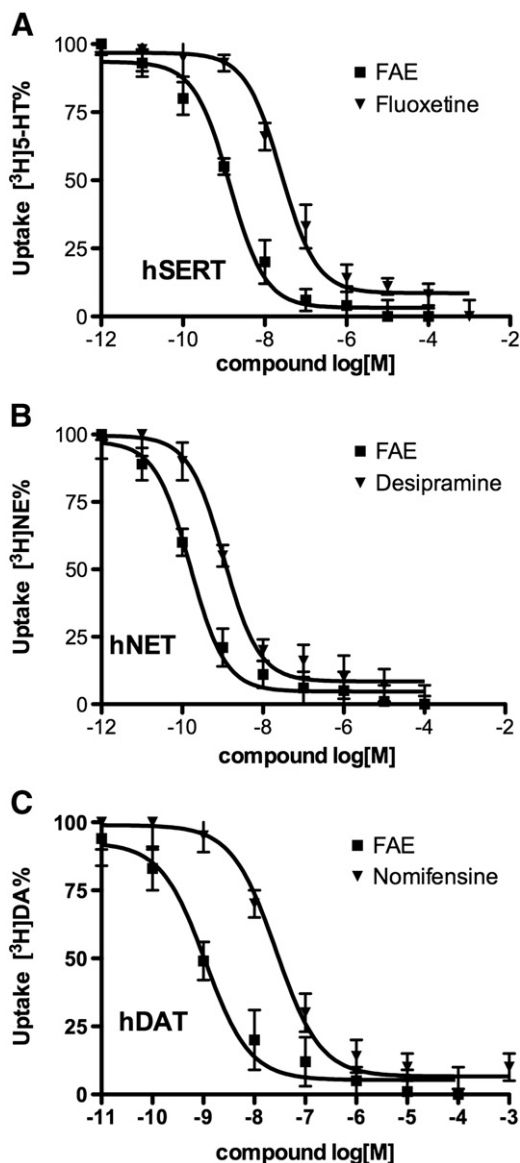 A
Uptake [³H]5-HT%
100
75
50
25
0
■ FAE
▼ Fluoxetine
hSERT
-12 -10 -8 -6 -4 -2
compound log[M]
B
Uptake [³H]NE%
100
75
50
25
0
■ FAE
▼ Desipramine
hNET
-12 -10 -8 -6 -4 -2
compound log[M]
C
Uptake [³H]DA%
100
75
50
25
0
■ FAE
▼ Nomifensine
hDAT
-11 -10 -9 -8 -7 -6 -5 -4 -3
compound log[M]